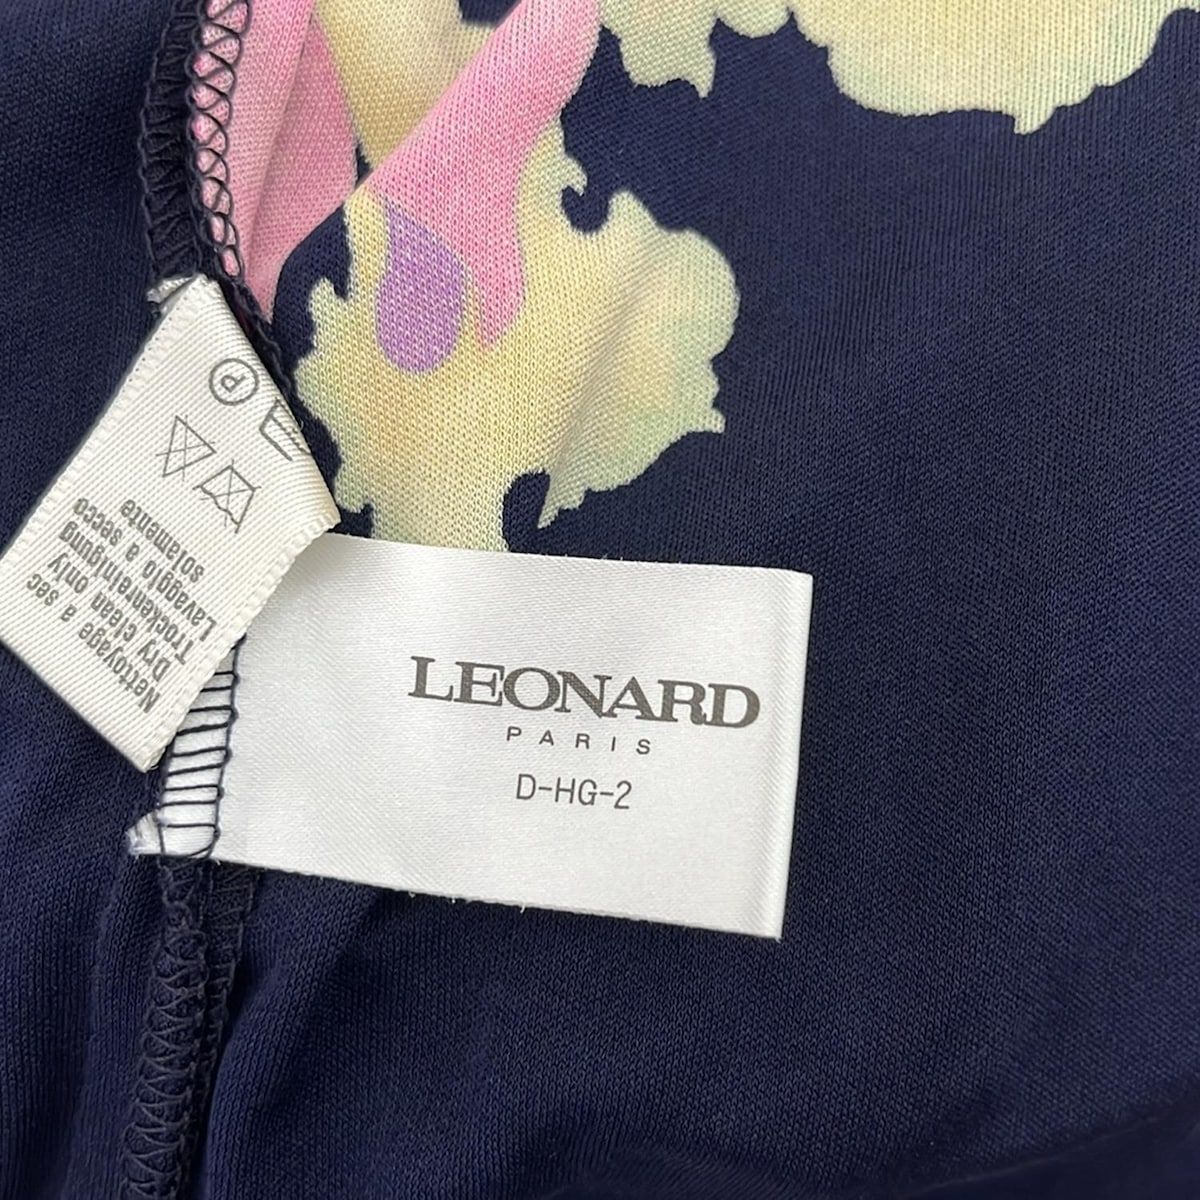 LEONARD
PARIS
D-HG-2
P
Nettoyage a sec
Dry clean only
Trockenreinigung
Lavaggio a secco
solamente